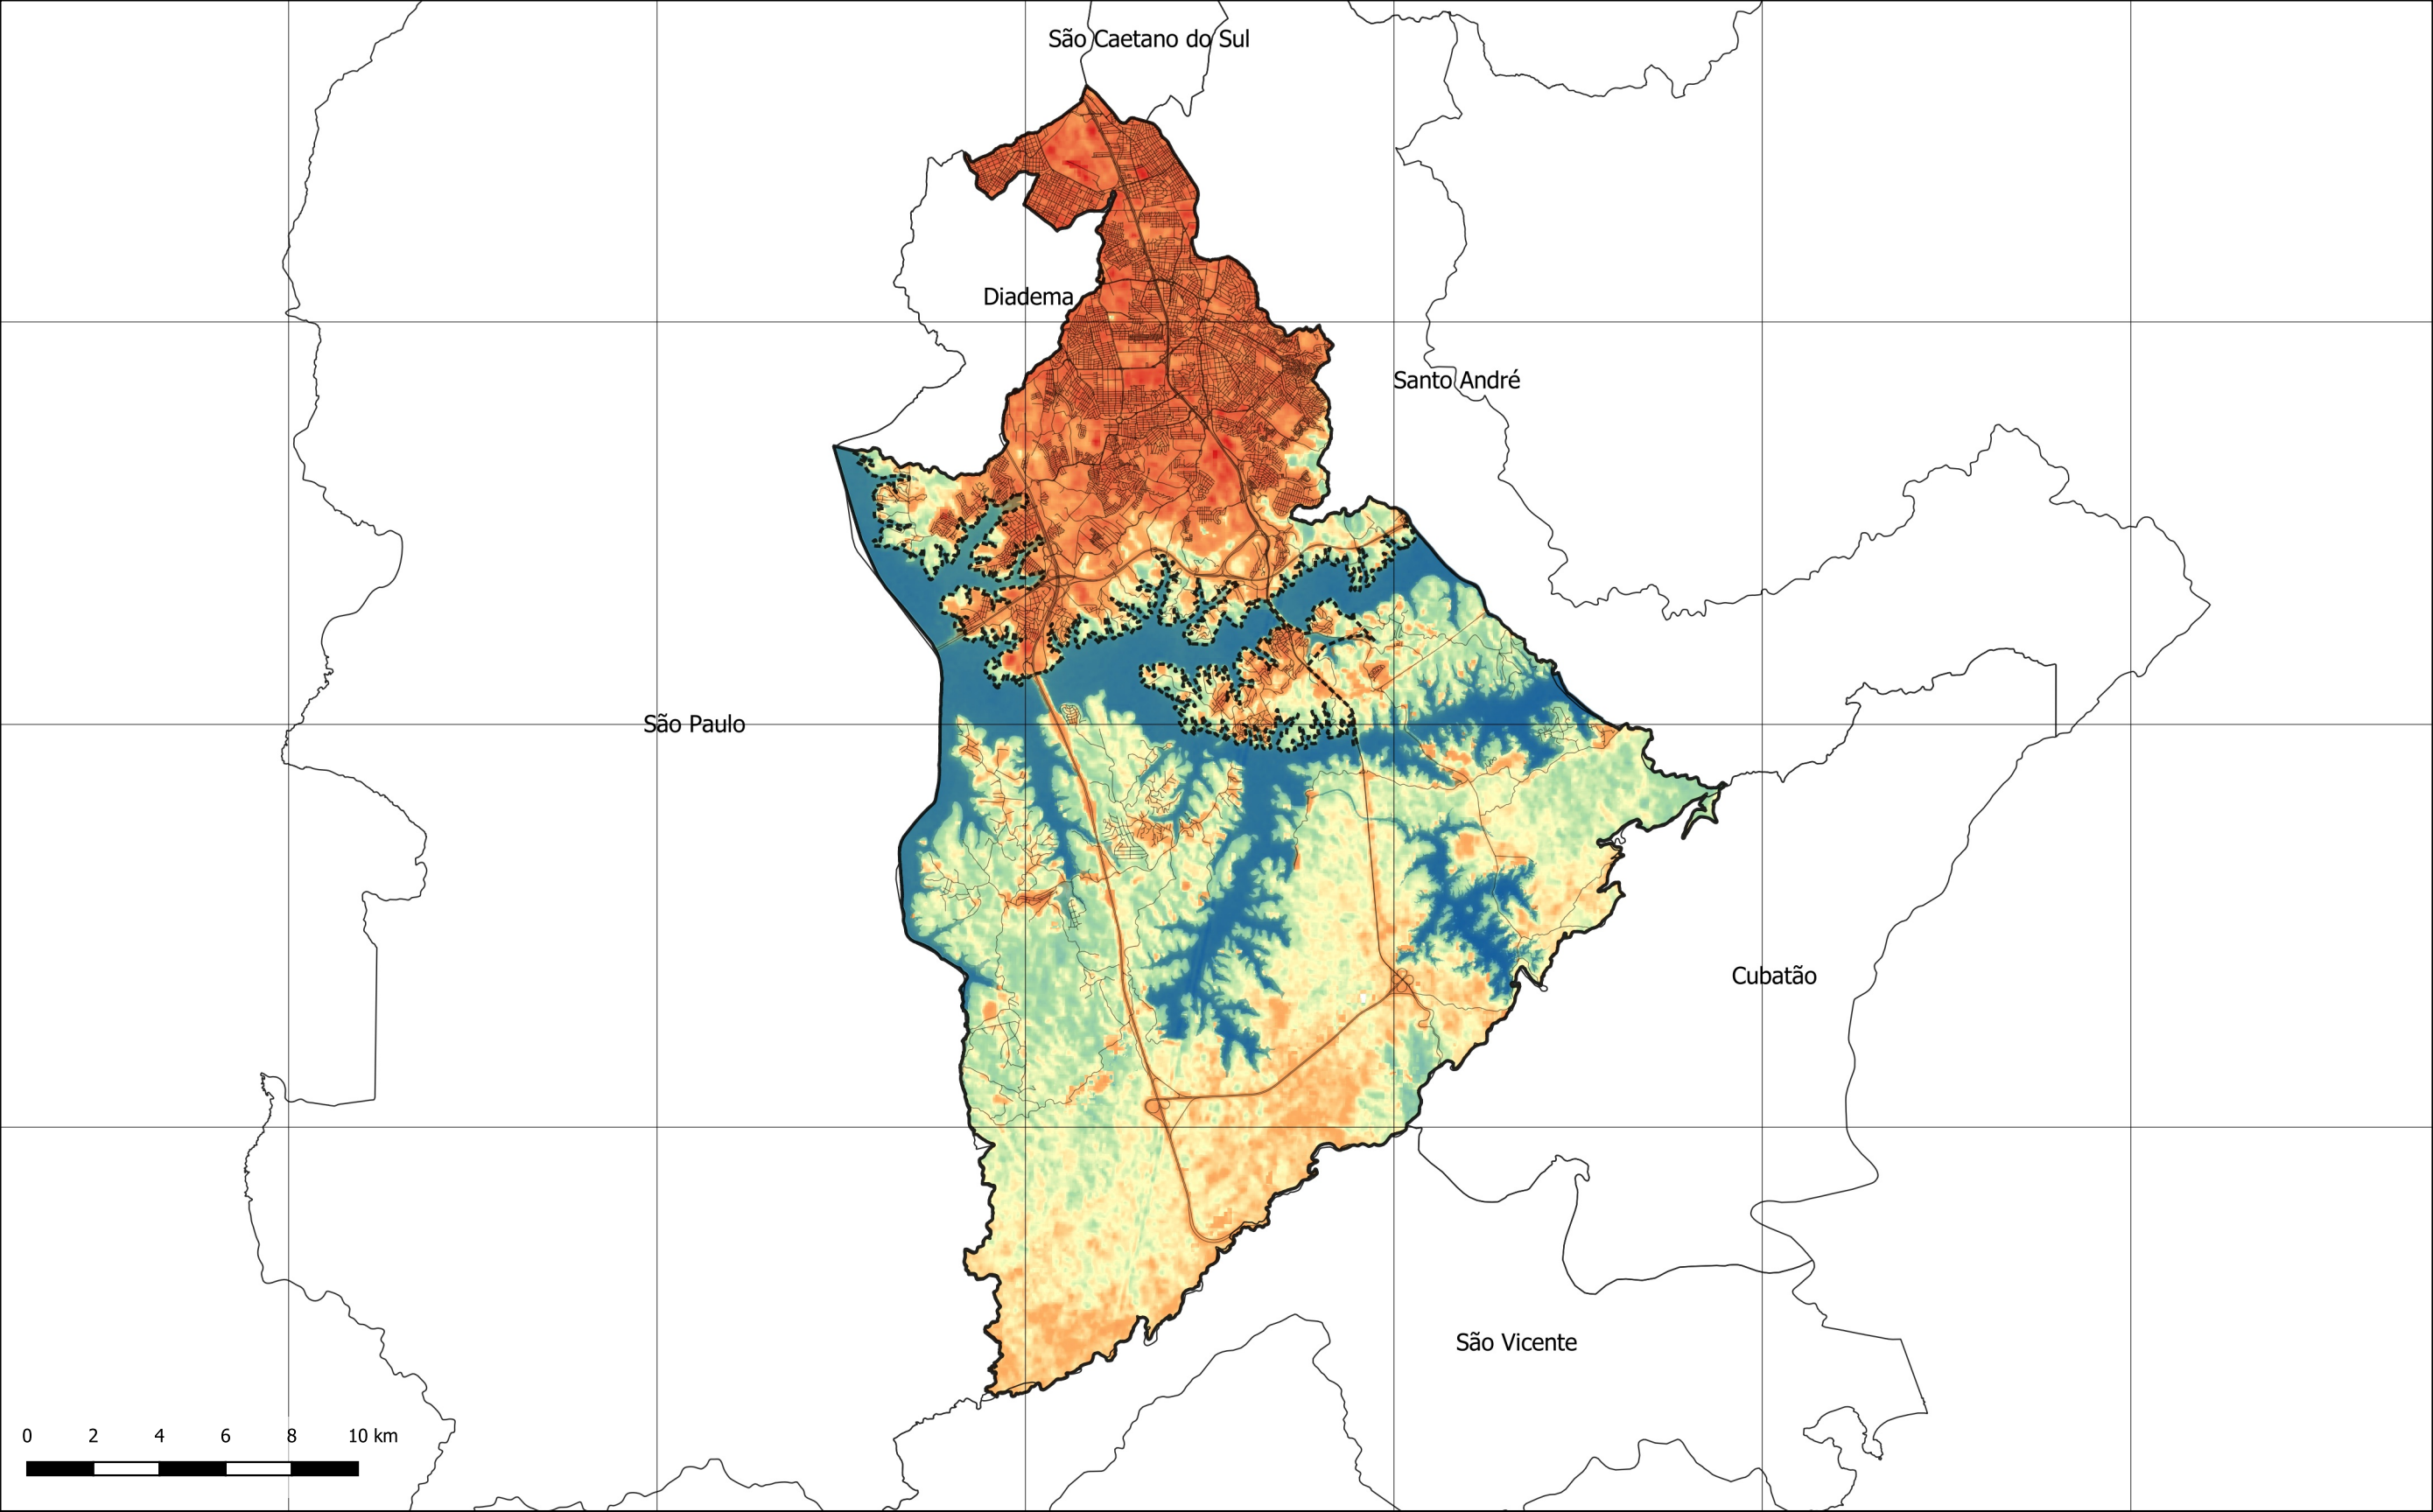 São Caetano do Sul
Diadema
Santo André
São Paulo
Cubatão
São Vicente
0 2 4 6 8 10 km